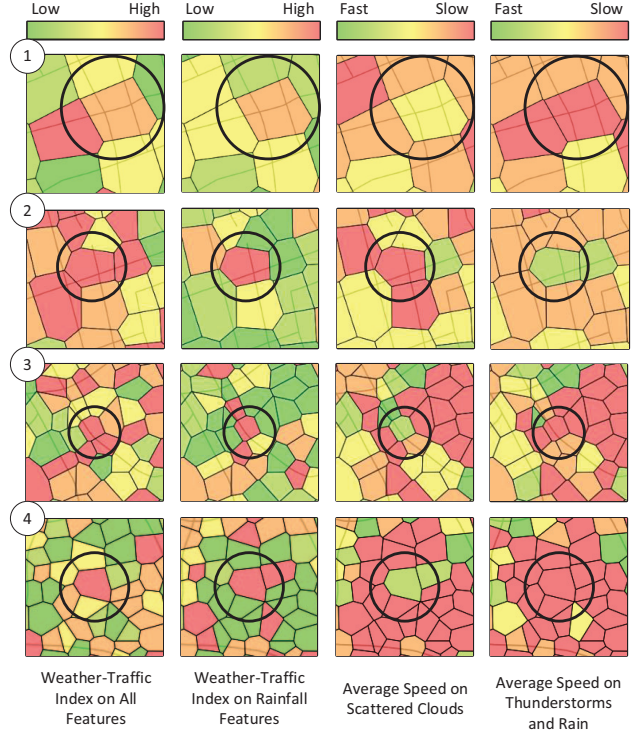 Low High
Low High
Fast Slow
Fast Slow
1
2
3
4
Weather-Traffic
Index on All
Features
Weather-Traffic
Index on Rainfall
Features
Average Speed on
Scattered Clouds
Average Speed on
Thunderstorms
and Rain